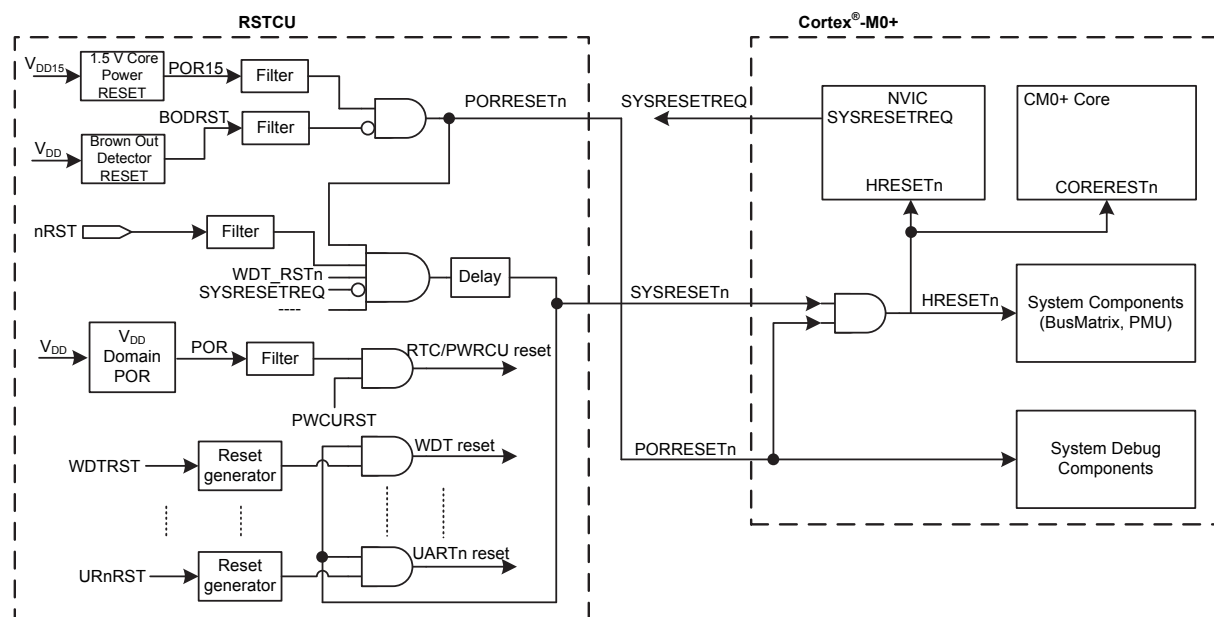 RSTCU
Cortex®-M0+
VDD15
1.5 V Core
Power
RESET
POR15
Filter
BODRST
Filter
VDD
Brown Out
Detector
RESET
PORRESETn
SYSRESETREQ
NVIC
SYSRESETREQ
HRESETn
CM0+ Core
CORERESTn
nRST
Filter
WDT_RSTn
SYSRESETREQ
----
Delay
SYSRESETn
HRESETn
System Components
(BusMatrix, PMU)
VDD
VDD
Domain
POR
POR
Filter
RTC/PWRCU reset
PWCURST
WDTRST
Reset
generator
WDT reset
PORRESETn
System Debug
Components
URnRST
Reset
generator
UARTn reset